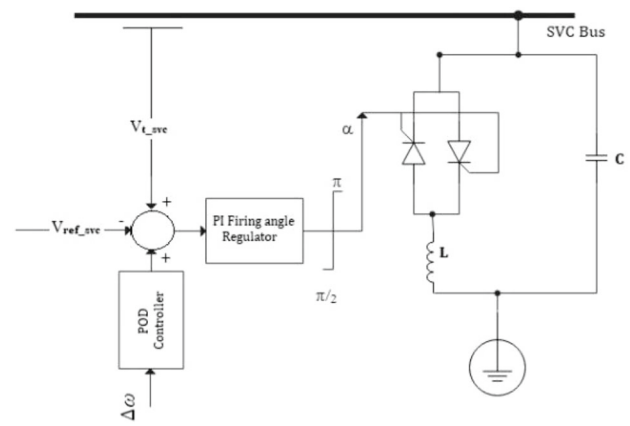 SVC Bus
V_t_svc
α
+
π
C
PI Firing angle
Regulator
-
V_ref_svc
+
L
π/2
POD
Controller
Δω